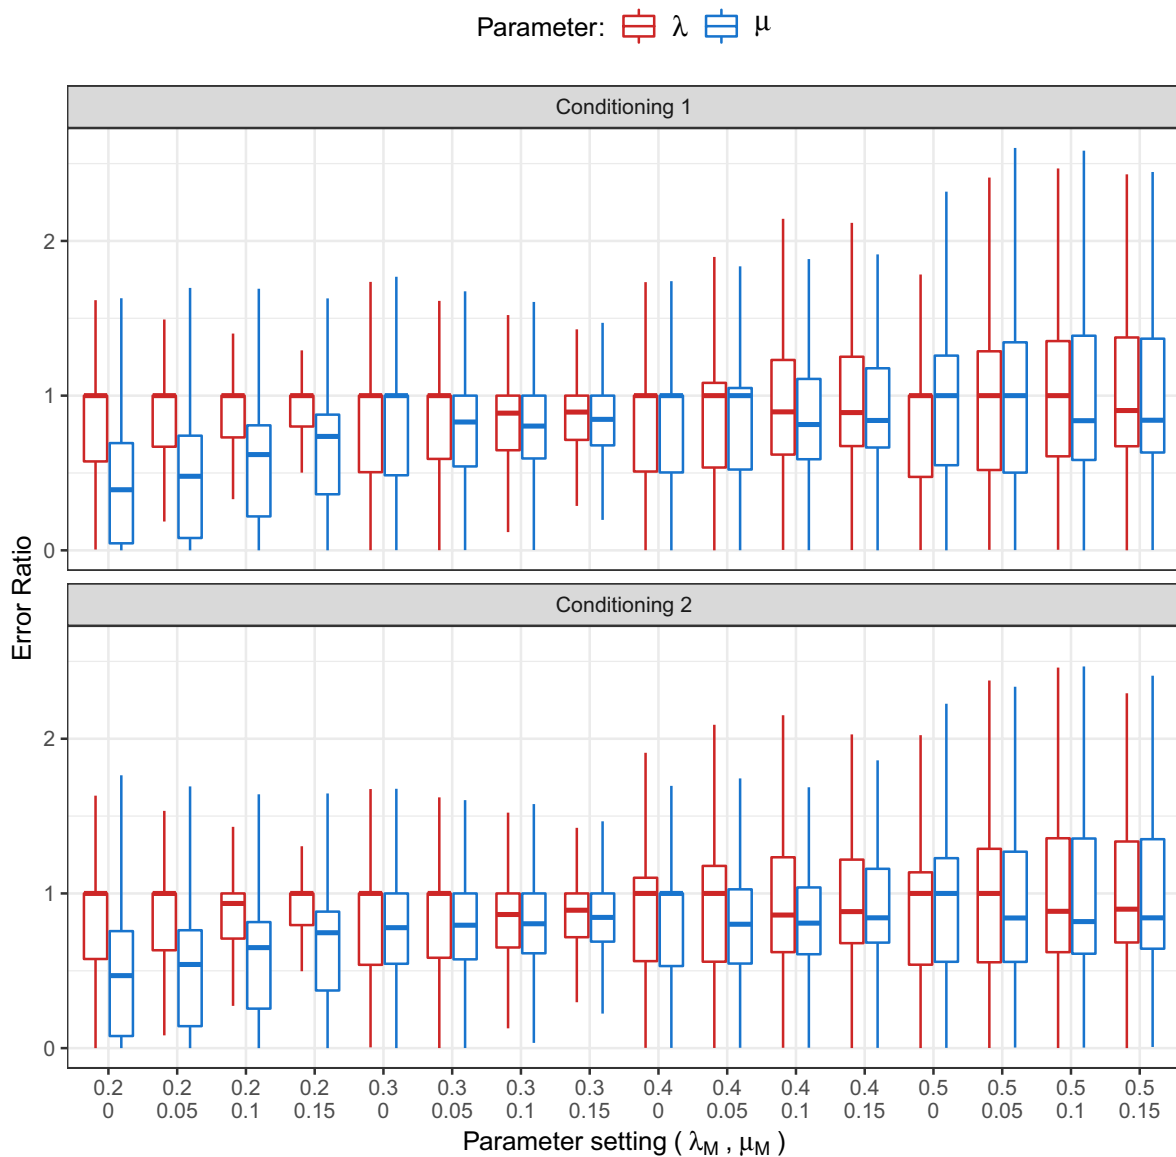 Parameter: λ μ
Conditioning 1
2
1
0
Error Ratio
Conditioning 2
2
1
0
0.2 0.2 0.2 0.2 0.3 0.3 0.3 0.3 0.4 0.4 0.4 0.4 0.5 0.5 0.5 0.5
0 0.05 0.1 0.15 0 0.05 0.1 0.15 0 0.05 0.1 0.15 0 0.05 0.1 0.15
Parameter setting ( λM , μM )